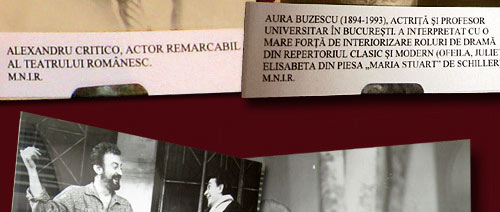 ALEXANDRU CRITICO, ACTOR REMARCABIL
AL TEATRULUI ROMÂNESC.
M.N.I.R.
AURA BUZESCU (1894-1993), ACTRIȚĂ ȘI PROFESOR
UNIVERSITAR ÎN BUCUREȘTI. A INTERPRETAT CU O
MARE FORȚĂ DE INTERIORIZARE ROLURI DE DRAMĂ
DIN REPERTORIUL CLASIC ȘI MODERN (OFEILA, JULIE
ELISABETA DIN PIESA „MARIA STUART" DE SCHILLER
M.N.I.R.